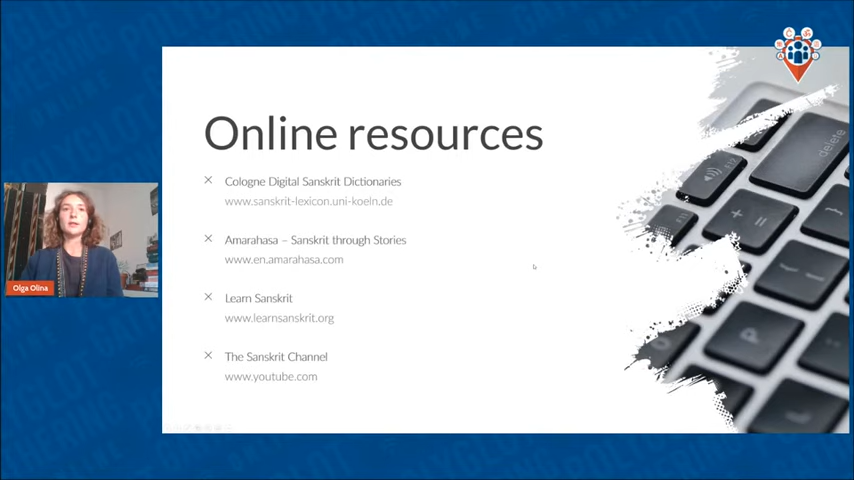 Online resources
Cologne Digital Sanskrit Dictionaries
www.sanskrit-lexicon.uni-koeln.de
Amarahasa – Sanskrit through Stories
www.en.amarahasa.com
Learn Sanskrit
www.learnsanskrit.org
The Sanskrit Channel
www.youtube.com
Olga Olina
delete
F12
P